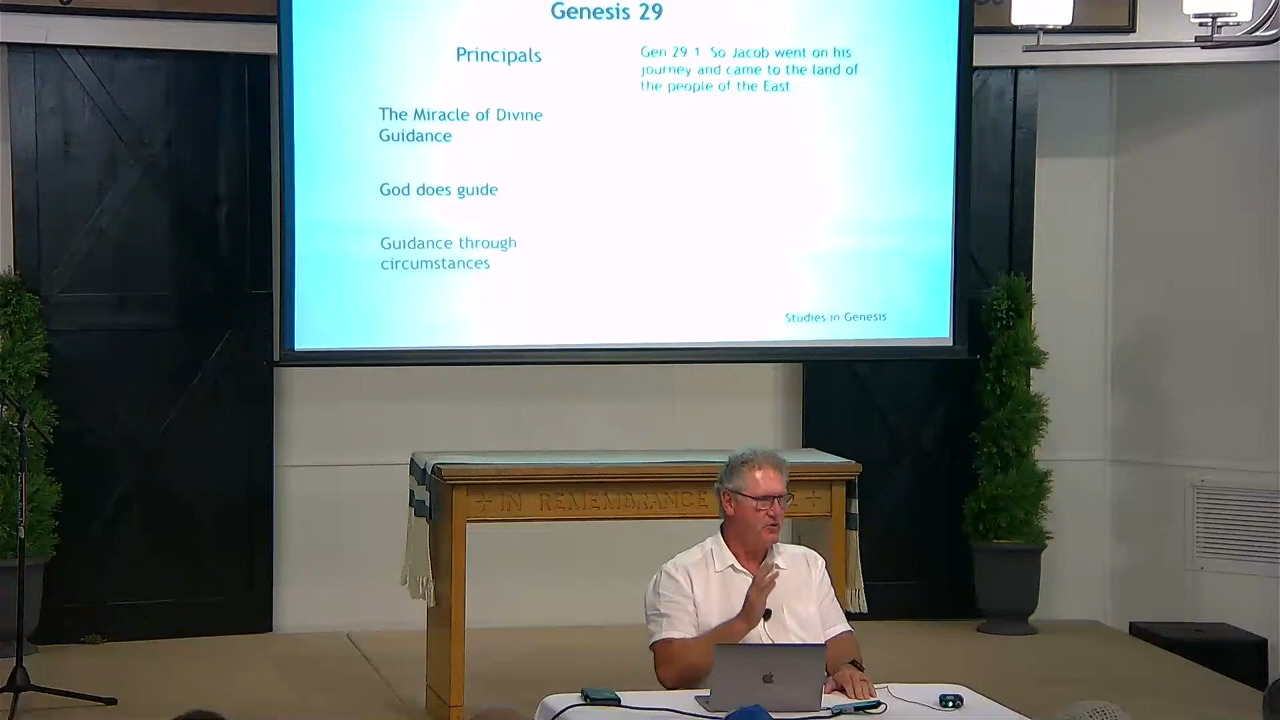 Genesis 29
Principals
The Miracle of Divine
Guidance
God does guide
Guidance through
circumstances
Gen 29 1 So Jacob went on his
journey and came to the land of
the people of the East
Studies in Genesis
IN REMEMBRANCE